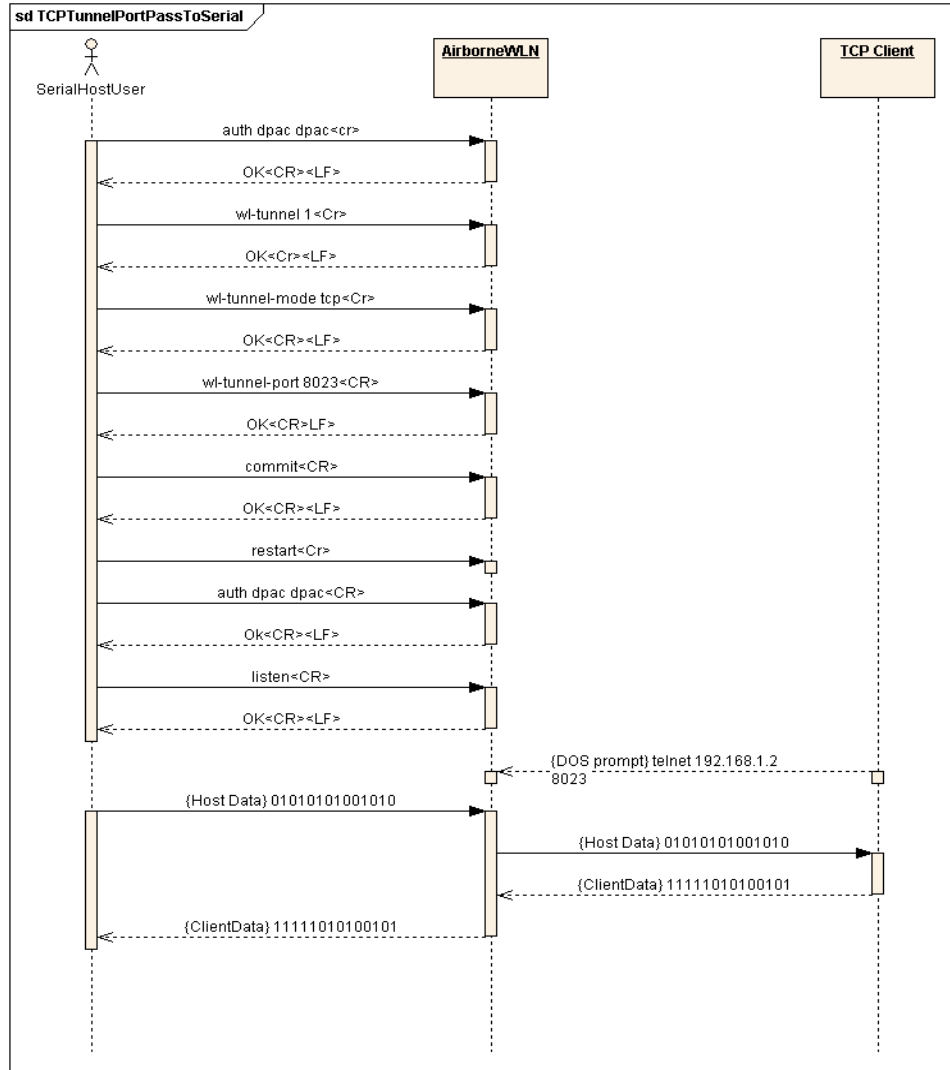 sd TCPTunnelPortPassToSerial
SerialHostUser
AirborneWLN
TCP Client
auth dpac dpac<cr>
OK<CR><LF>
wl-tunnel 1<Cr>
OK<Cr><LF>
wl-tunnel-mode tcp<Cr>
OK<CR><LF>
wl-tunnel-port 8023<CR>
OK<CR>LF>
commit<CR>
OK<CR><LF>
restart<Cr>
auth dpac dpac<CR>
Ok<CR><LF>
listen<CR>
OK<CR><LF>
{DOS prompt} telnet 192.168.1.2
8023
{Host Data} 01010101001010
{Host Data} 01010101001010
{ClientData} 11111010100101
{ClientData} 11111010100101